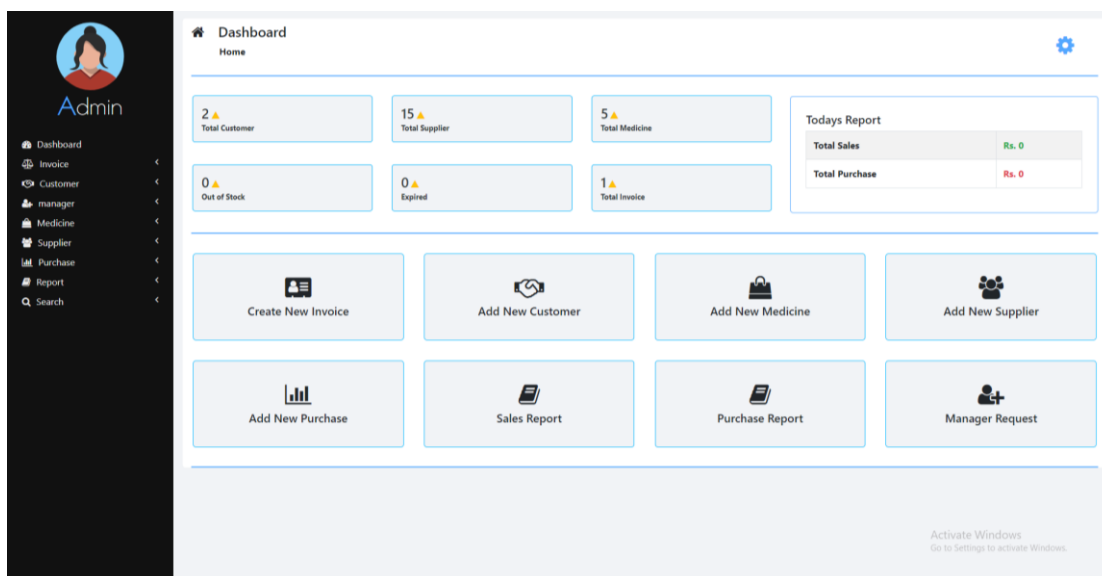 Admin
Dashboard
Invoice
Customer
manager
Medicine
Supplier
Purchase
Report
Search
Dashboard
Home
2
Total Customer
15
Total Supplier
5
Total Medicine
0
Out of Stock
0
Expired
1
Total Invoice
Todays Report
Total Sales Rs. 0
Total Purchase Rs. 0
Create New Invoice
Add New Customer
Add New Medicine
Add New Supplier
Add New Purchase
Sales Report
Purchase Report
Manager Request
Activate Windows
Go to Settings to activate Windows.